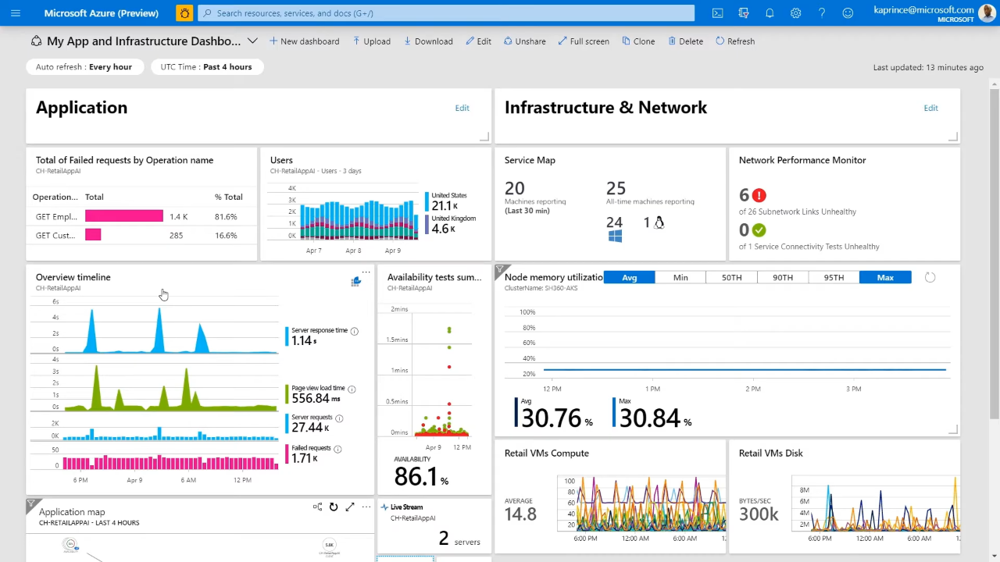 Microsoft Azure (Preview)
Search resources, services, and docs (G+/)
kaprince@microsoft.com
MICROSOFT
My App and Infrastructure Dashbo...
New dashboard
Upload
Download
Edit
Unshare
Full screen
Clone
Delete
Refresh
Auto refresh : Every hour
UTC Time : Past 4 hours
Last updated: 13 minutes ago
Application
Edit
Infrastructure & Network
Edit
Total of Failed requests by Operation name
CH-RetailAppAI
Operation... Total % Total
GET Empl... 1.4 K 81.6%
GET Cust... 285 16.6%
Users
CH-RetailAppAI - Users - 3 days
4K
3K
2K
1K
0K
Apr 7 Apr 8 Apr 9
United States
21.1 K
United Kingdom
4.6 K
Service Map
20
Machines reporting
(Last 30 min)
25
All-time machines reporting
24 1
Network Performance Monitor
6
of 26 Subnetwork Links Unhealthy
0
of 1 Service Connectivity Tests Unhealthy
Overview timeline
CH-RetailAppAI
6s
4s
2s
0s
Server response time
1.14 s
4s
3s
2s
1s
0s
Page view load time
556.84 ms
2K
0K
Server requests
27.44 K
50
0
Failed requests
1.71 K
6 PM Apr 9 6 AM 12 PM
Availability tests sum...
CH-RetailAppAI
2mins
1.5mins
1mins
0.5mins
0mins
Apr 9 12 PM
AVAILABILITY
86.1 %
Node memory utilizatio
ClusterName: SH360-AKS
Avg Min 50TH 90TH 95TH Max
100%
80%
60%
40%
20%
12 PM 1 PM 2 PM 3 PM
Avg
30.76 %
Max
30.84 %
Retail VMs Compute
AVERAGE
14.8
100
80
60
40
20
6:00 PM 12:00 AM 6:00 AM 12
Retail VMs Disk
BYTES/SEC
300k
8M
6M
4M
2M
6:00 PM 12:00 AM 6:00 AM 12:
Application map
CH-RETAILAPPAI - LAST 4 HOURS
5.8K
Live Stream
CH-RetailAppAI
2 servers